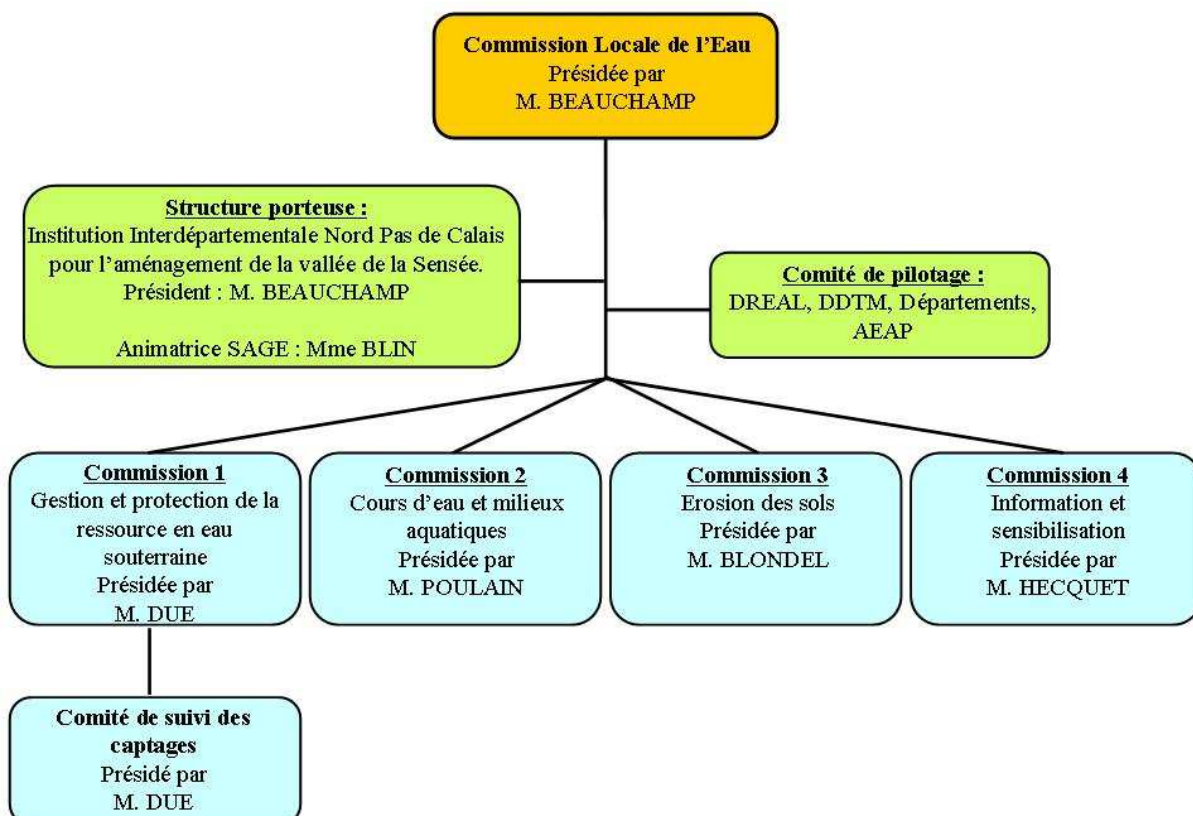 Commission Locale de l’Eau
Présidée par
M. BEAUCHAMP
Structure porteuse :
Institution Interdépartementale Nord Pas de Calais
pour l’aménagement de la vallée de la Sensée.
Président : M. BEAUCHAMP
Animatrice SAGE : Mme BLIN
Comité de pilotage :
DREAL, DDTM, Départements,
AEAP
Commission 1
Gestion et protection de la
ressource en eau
souterraine
Présidée par
M. DUE
Commission 2
Cours d’eau et milieux
aquatiques
Présidée par
M. POULAIN
Commission 3
Erosion des sols
Présidée par
M. BLONDEL
Commission 4
Information et
sensibilisation
Présidée par
M. HECQUET
Comité de suivi des
captages
Présidé par
M. DUE